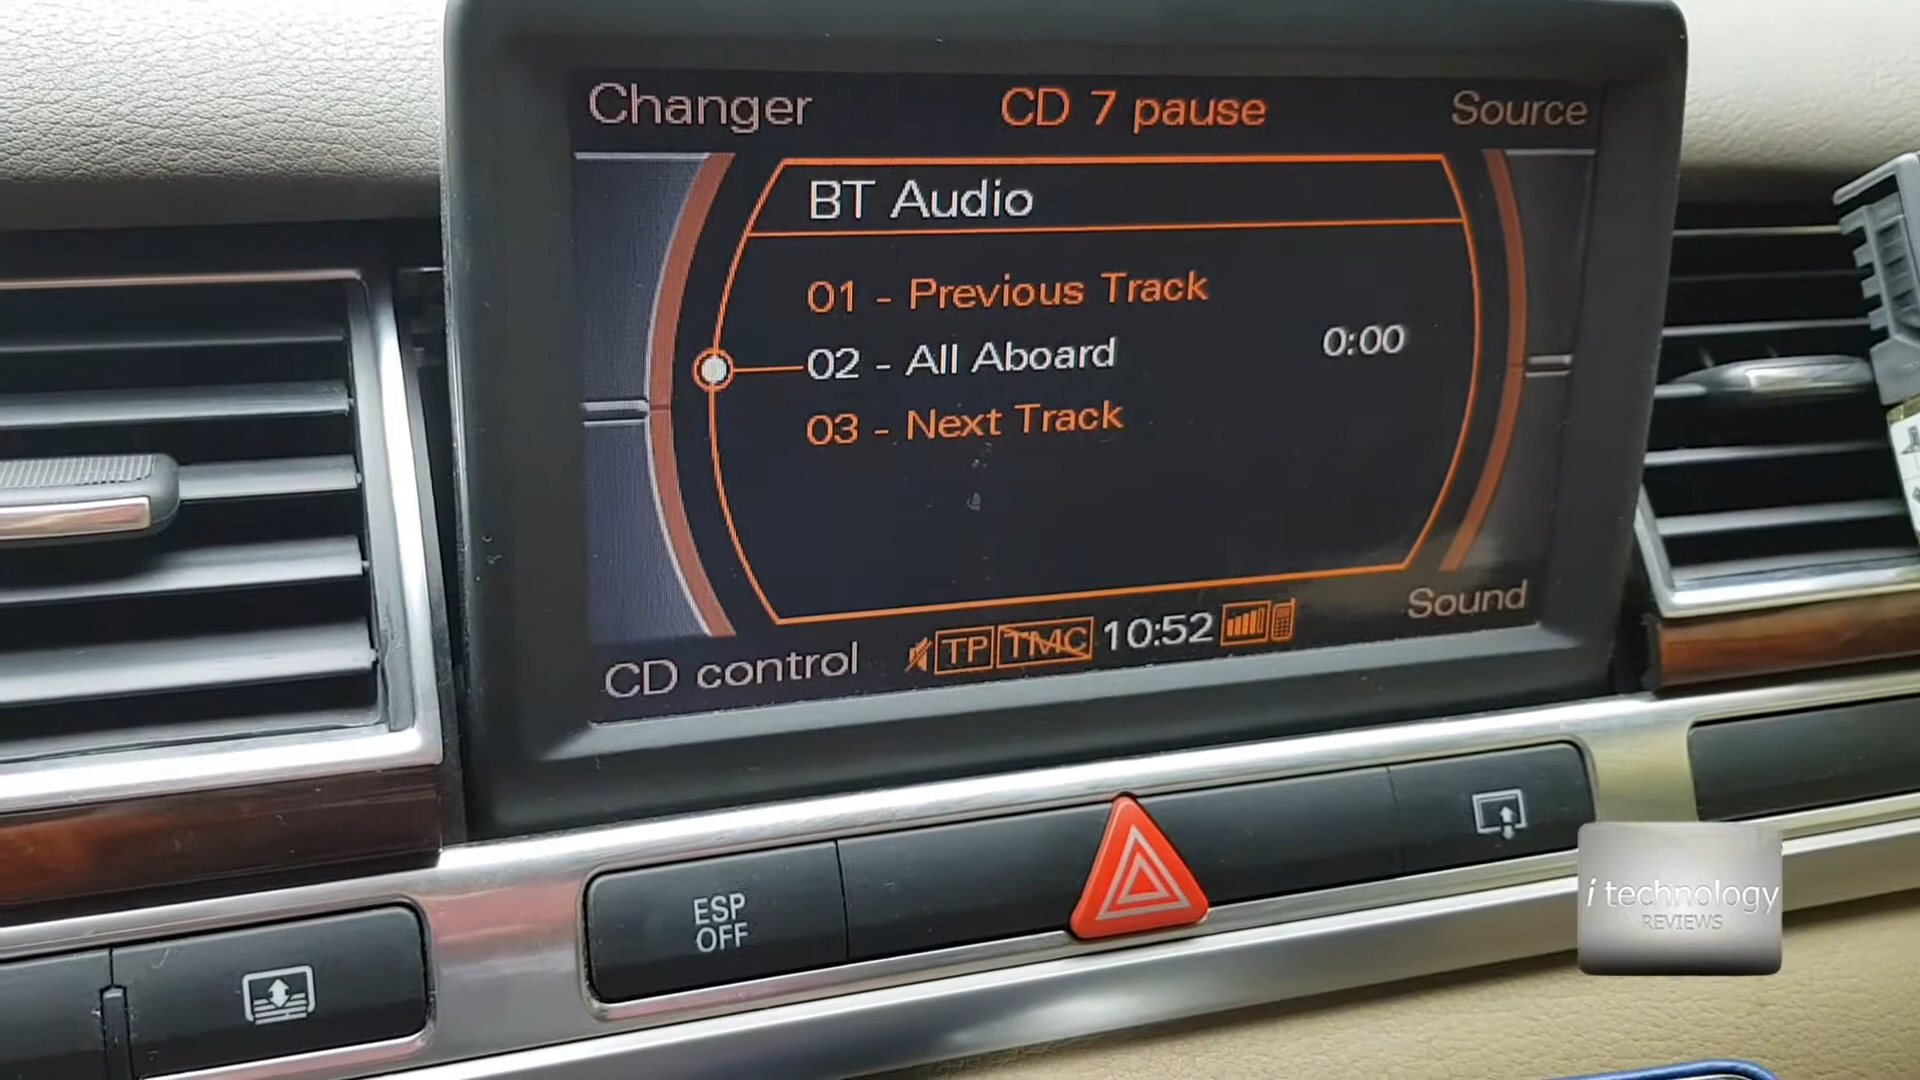 Changer
CD 7 pause
Source
BT Audio
01 - Previous Track
02 - All Aboard
0:00
03 - Next Track
CD control
TP
TMC
10:52
Sound
ESP
OFF
i technology
REVIEWS